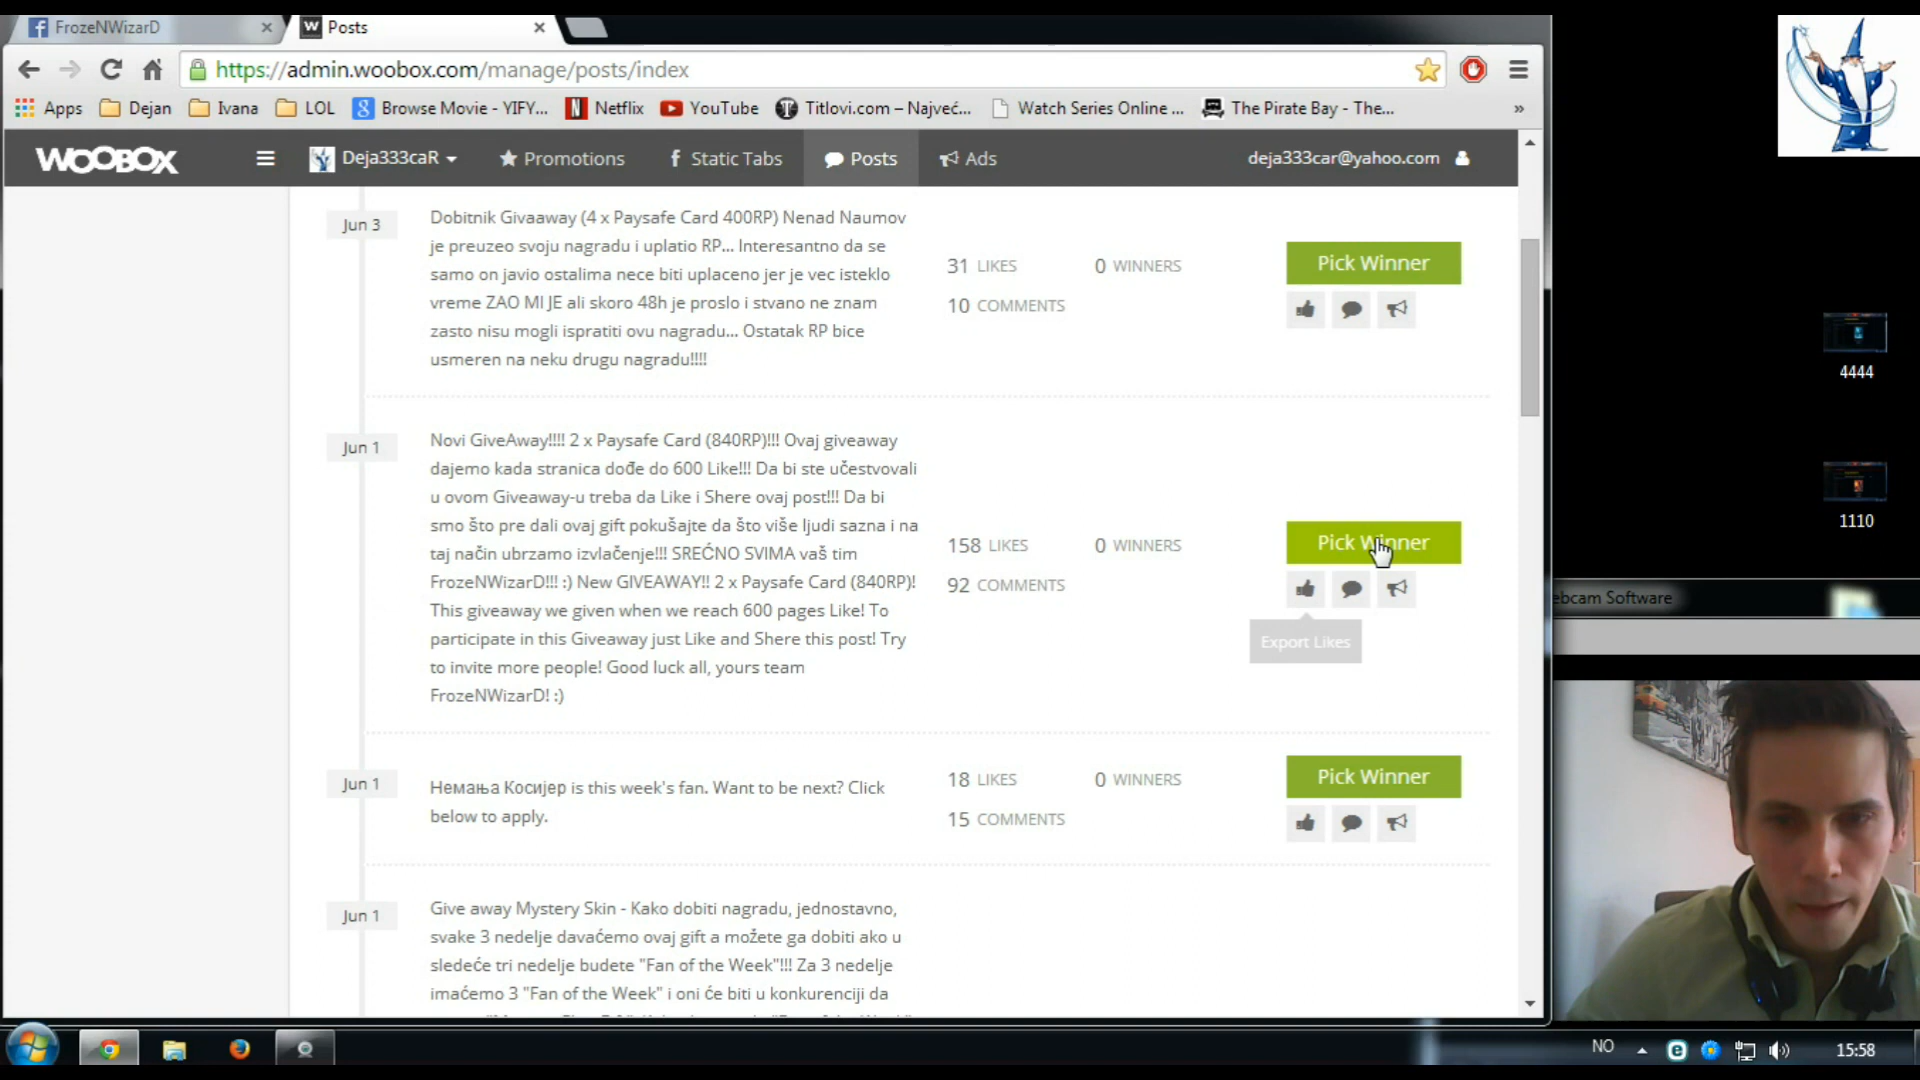 FrozeNWizarD
Posts
https://admin.woobox.com/manage/posts/index
Apps Dejan Ivana LOL Browse Movie - YIFY... Netflix YouTube Titlovi.com – Najveć... Watch Series Online ... The Pirate Bay - The... »
WOOBOX Deja333caR Promotions Static Tabs Posts Ads deja333car@yahoo.com
Jun 3
Dobitnik Givaaway (4 x Paysafe Card 400RP) Nenad Naumov
je preuzeo svoju nagradu i uplatio RP... Interesantno da se
samo on javio ostalima nece biti uplaceno jer je vec isteklo
vreme ZAO MI JE ali skoro 48h je proslo i stvano ne znam
zasto nisu mogli ispratiti ovu nagradu... Ostatak RP bice
usmeren na neku drugu nagradu!!!!
31 LIKES 0 WINNERS
10 COMMENTS
Pick Winner
Jun 1
Novi GiveAway!!!! 2 x Paysafe Card (840RP)!!! Ovaj giveaway
dajemo kada stranica dođe do 600 Like!!! Da bi ste učestvovali
u ovom Giveaway-u treba da Like i Shere ovaj post!!! Da bi
smo što pre dali ovaj gift pokušajte da što više ljudi sazna i na
taj način ubrzamo izvlačenje!!! SREĆNO SVIMA vaš tim
FrozeNWizarD!!! :) New GIVEAWAY!! 2 x Paysafe Card (840RP)!
This giveaway we given when we reach 600 pages Like! To
participate in this Giveaway just Like and Shere this post! Try
to invite more people! Good luck all, yours team
FrozeNWizarD! :)
158 LIKES 0 WINNERS
92 COMMENTS
Pick Winner
Export Likes
Jun 1
Немања Косијер is this week's fan. Want to be next? Click
below to apply.
18 LIKES 0 WINNERS
15 COMMENTS
Pick Winner
Jun 1
Give away Mystery Skin - Kako dobiti nagradu, jednostavno,
svake 3 nedelje davaćemo ovaj gift a možete ga dobiti ako u
sledeće tri nedelje budete "Fan of the Week"!!! Za 3 nedelje
imaćemo 3 "Fan of the Week" i oni će biti u konkurenciji da
4444
1110
ebcam Software
NO 15:58